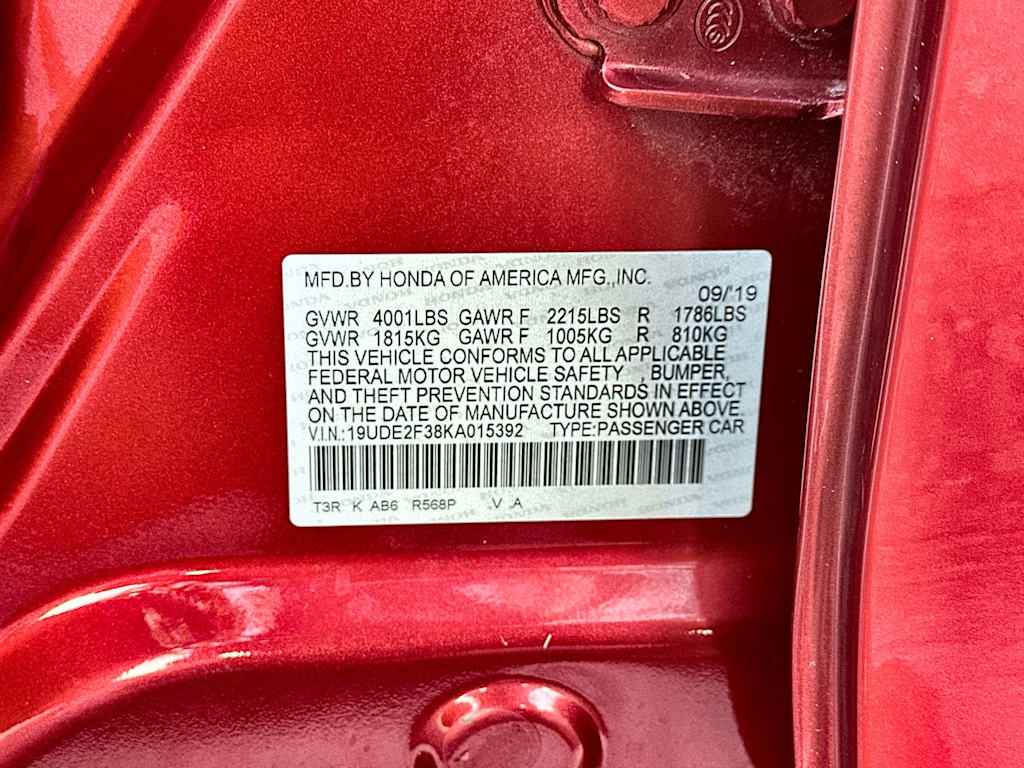 MFD.BY HONDA OF AMERICA MFG.,INC.
09/'19
GVWR 4001LBS GAWR F 2215LBS R 1786LBS
GVWR 1815KG GAWR F 1005KG R 810KG
THIS VEHICLE CONFORMS TO ALL APPLICABLE
FEDERAL MOTOR VEHICLE SAFETY , BUMPER,
AND THEFT PREVENTION STANDARDS IN EFFECT
ON THE DATE OF MANUFACTURE SHOWN ABOVE.
V.I.N.:19UDE2F38KA015392 TYPE:PASSENGER CAR
T3R K AB6 R568P .V .A